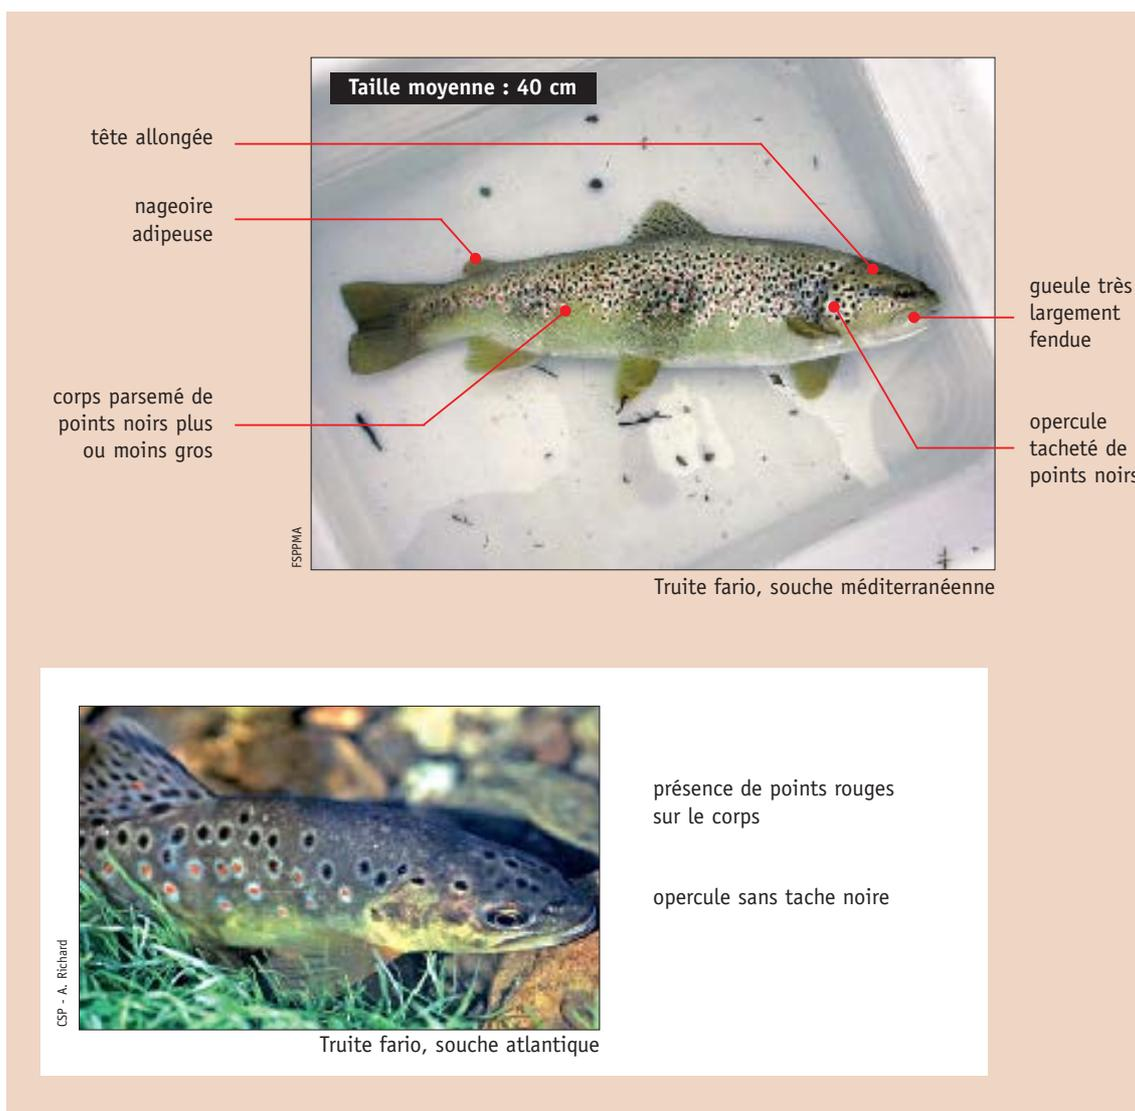 Taille moyenne : 40 cm
tête allongée
nageoire
adipeuse
corps parsemé de
points noirs plus
ou moins gros
gueule très
largement
fendue
opercule
tacheté de
points noirs
FSPPMA
Truite fario, souche méditerranéenne
présence de points rouges
sur le corps
opercule sans tache noire
CSP - A. Richard
Truite fario, souche atlantique